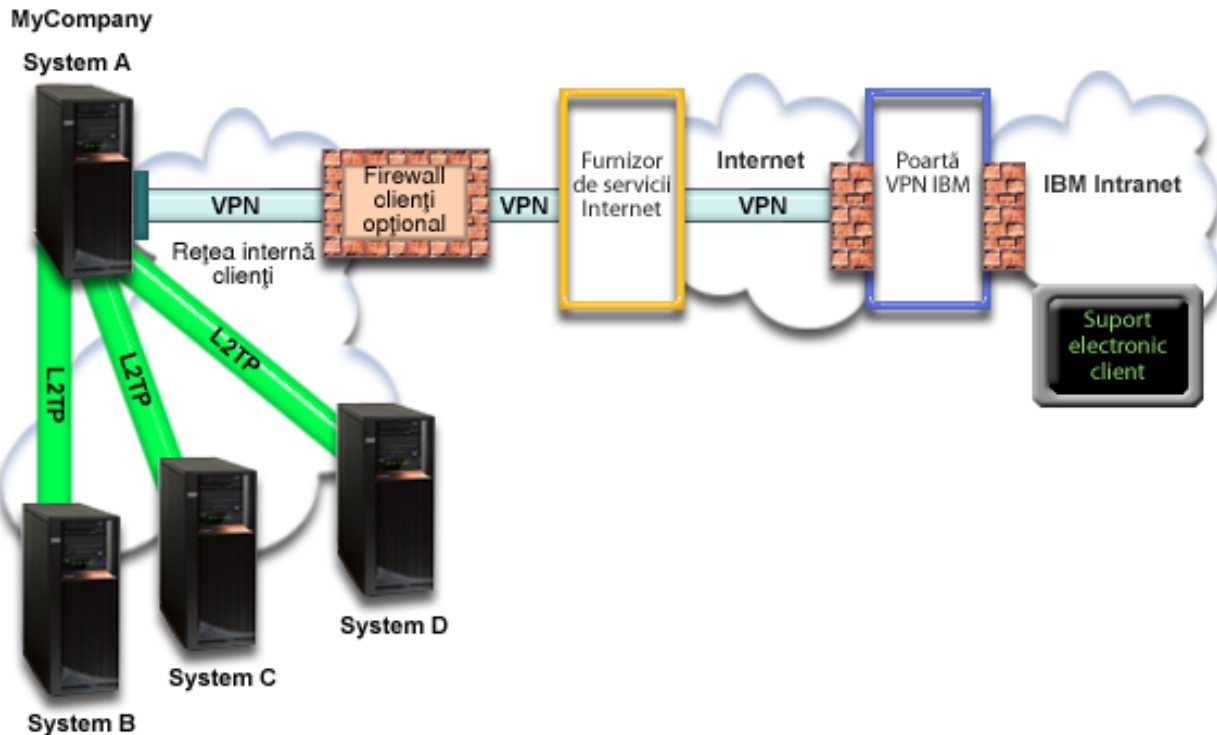 MyCompany
System A
VPN
Firewall
clienţi
opţional
VPN
Furnizor
de servicii
Internet
Internet
VPN
Poartă
VPN IBM
IBM Intranet
Reţea internă
clienţi
Suport
electronic
client
L2TP
L2TP
L2TP
System D
System C
System B